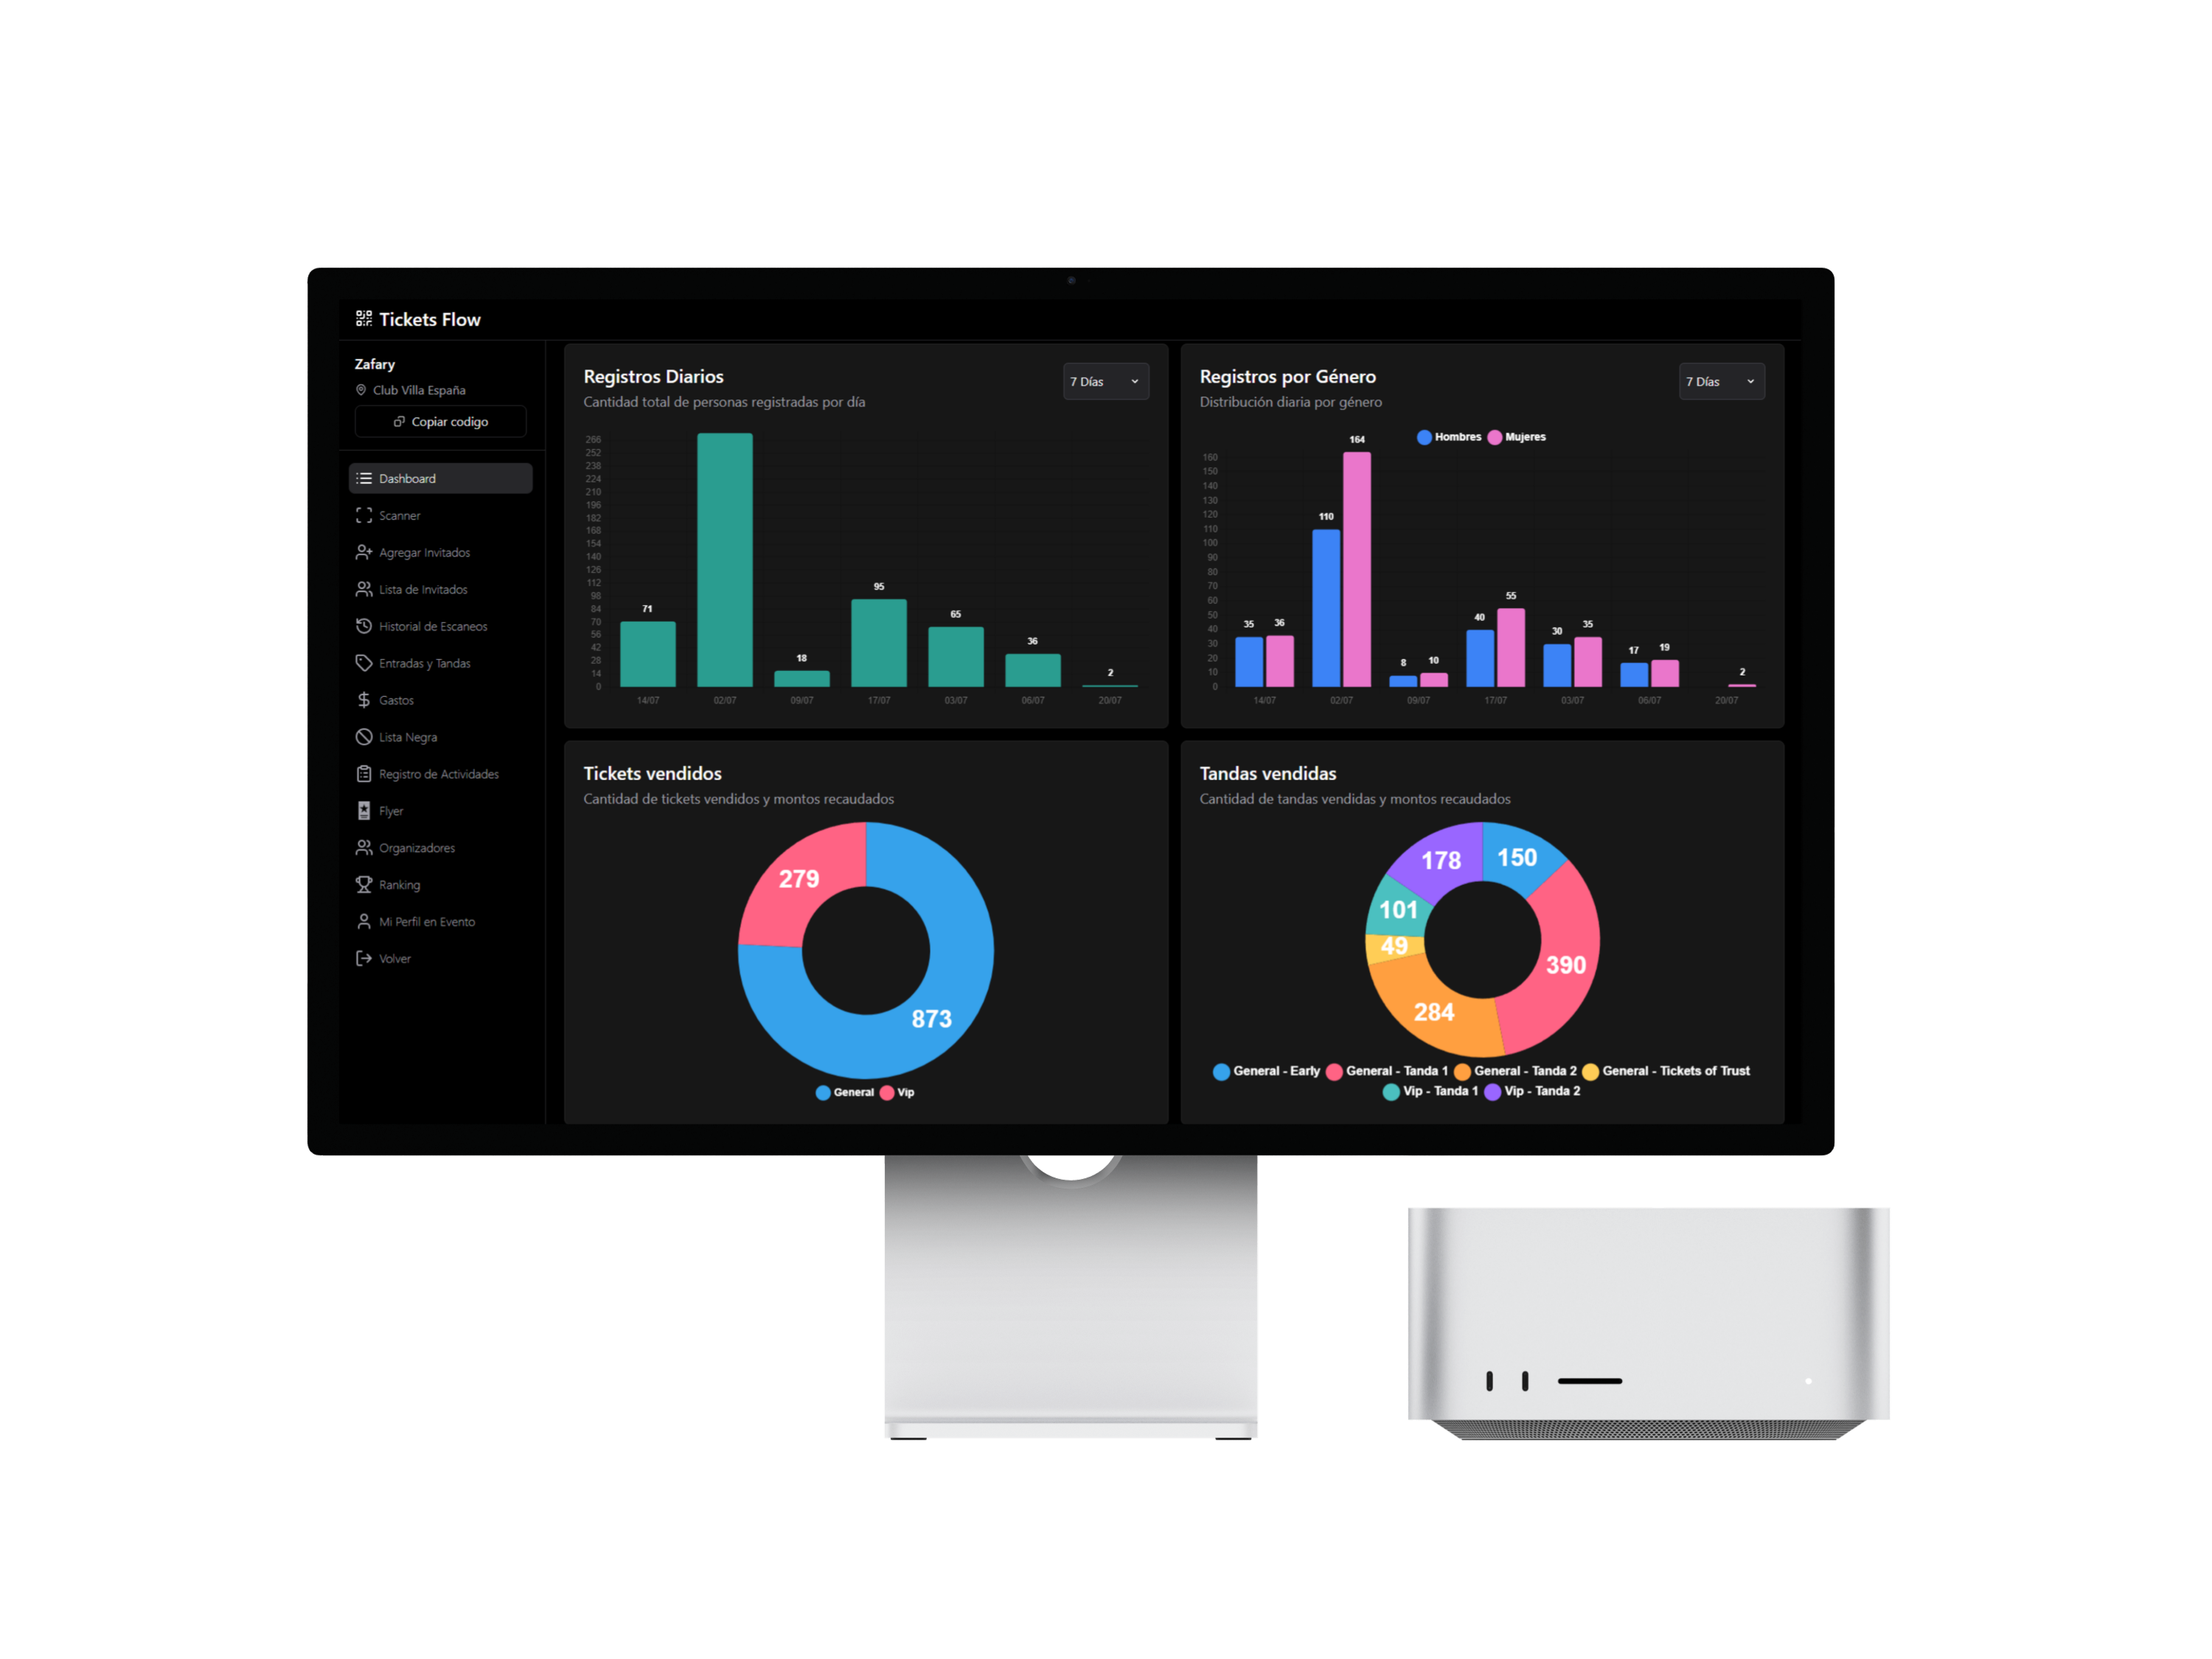 Tickets Flow
Zafary
Club Villa España
Copiar codigo
Dashboard
Scanner
Agregar Invitados
Lista de Invitados
Historial de Escaneos
Entradas y Tandas
Gastos
Lista Negra
Registro de Actividades
Flyer
Organizadores
Ranking
Mi Perfil en Evento
Volver
Registros Diarios
7 Días
Cantidad total de personas registradas por día
266
252
238
224
210
196
182
168
154
140
126
112
98
84
70
56
42
28
14
0
71
18
95
65
36
2
14/07 02/07 09/07 17/07 03/07 06/07 20/07
Registros por Género
7 Días
Distribución diaria por género
Hombres Mujeres
160
150
140
130
120
110
100
90
80
70
60
50
40
30
20
10
0
35 36
110 164
8 10
40 55
30 35
17 19
2
14/07 02/07 09/07 17/07 03/07 06/07 20/07
Tickets vendidos
Cantidad de tickets vendidos y montos recaudados
279
873
General Vip
Tandas vendidas
Cantidad de tandas vendidas y montos recaudados
178 150
101
49
390
284
General - Early General - Tanda 1 General - Tanda 2 General - Tickets of Trust
Vip - Tanda 1 Vip - Tanda 2